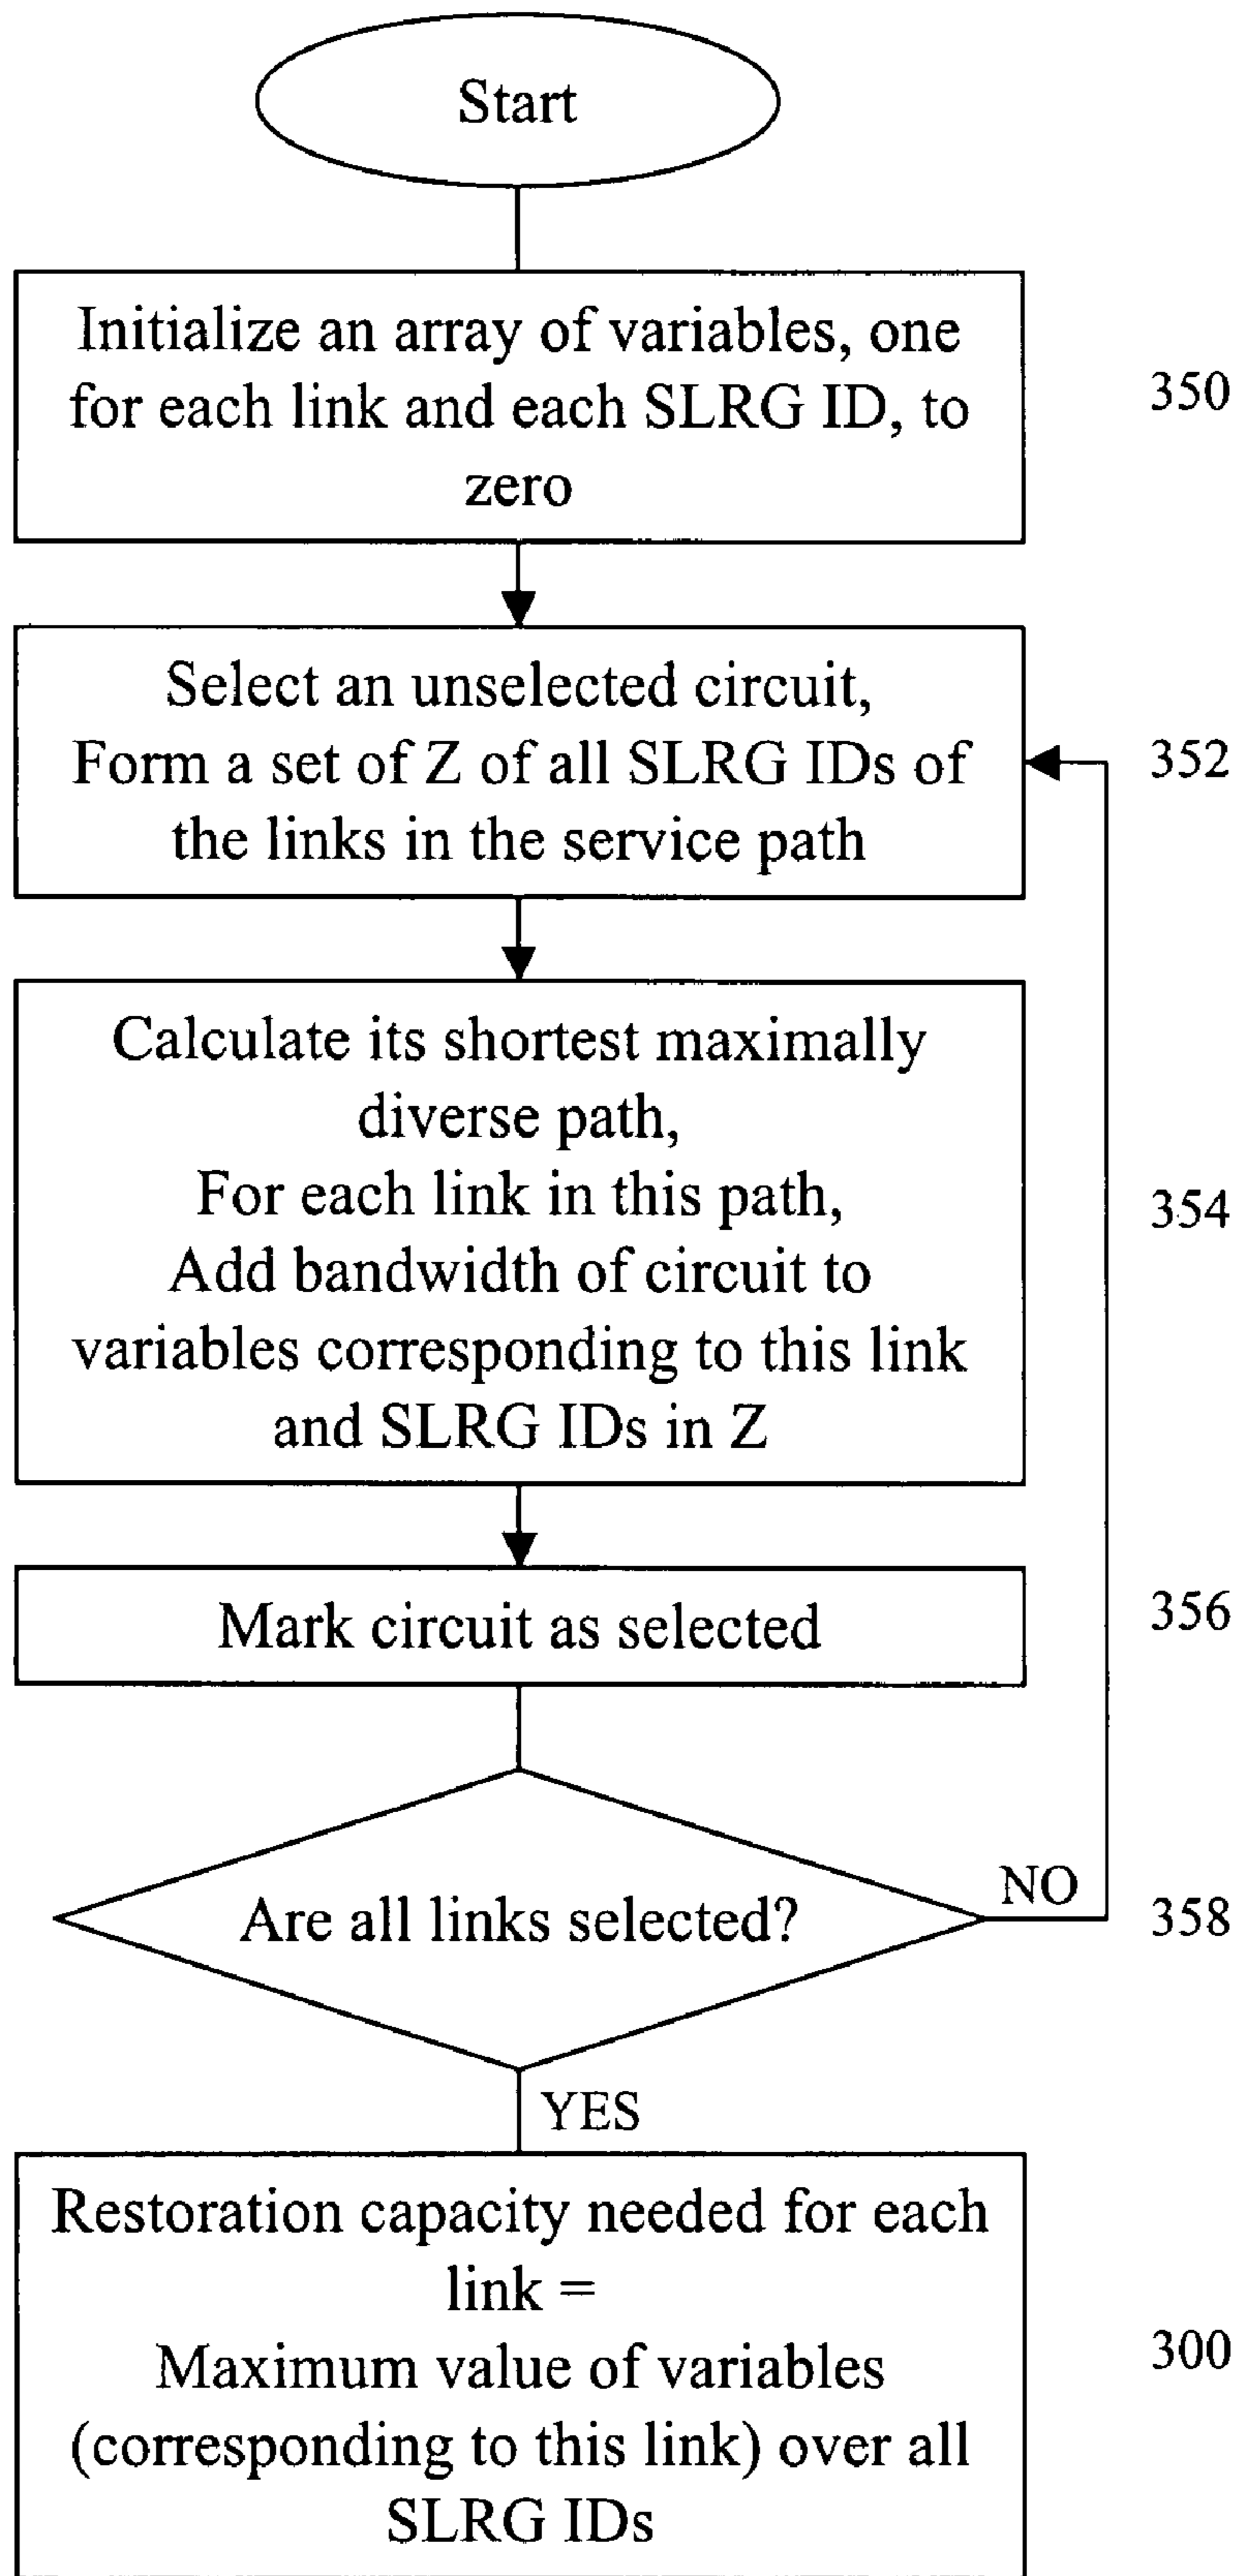 Start
Initialize an array of variables, one
for each link and each SLRG ID, to
zero
350
Select an unselected circuit,
Form a set of Z of all SLRG IDs of
the links in the service path
352
Calculate its shortest maximally
diverse path,
For each link in this path,
Add bandwidth of circuit to
variables corresponding to this link
and SLRG IDs in Z
354
Mark circuit as selected
356
Are all links selected?
NO
358
YES
Restoration capacity needed for each
link =
Maximum value of variables
(corresponding to this link) over all
SLRG IDs
300